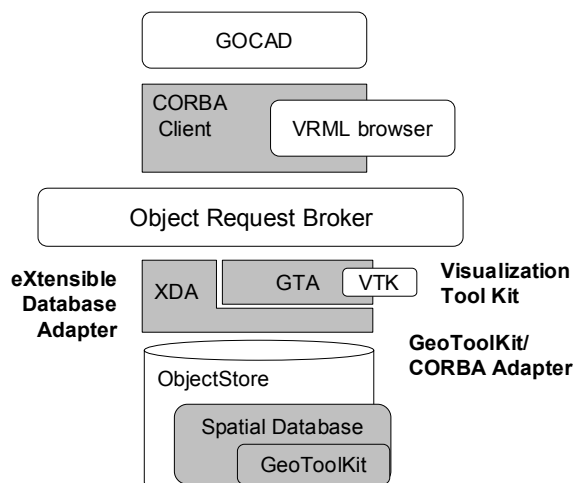 GOCAD
CORBA
Client
VRML browser
Object Request Broker
eXtensible
Database
Adapter
XDA
GTA
VTK
Visualization
Tool Kit
GeoToolKit/
CORBA Adapter
ObjectStore
Spatial Database
GeoToolKit